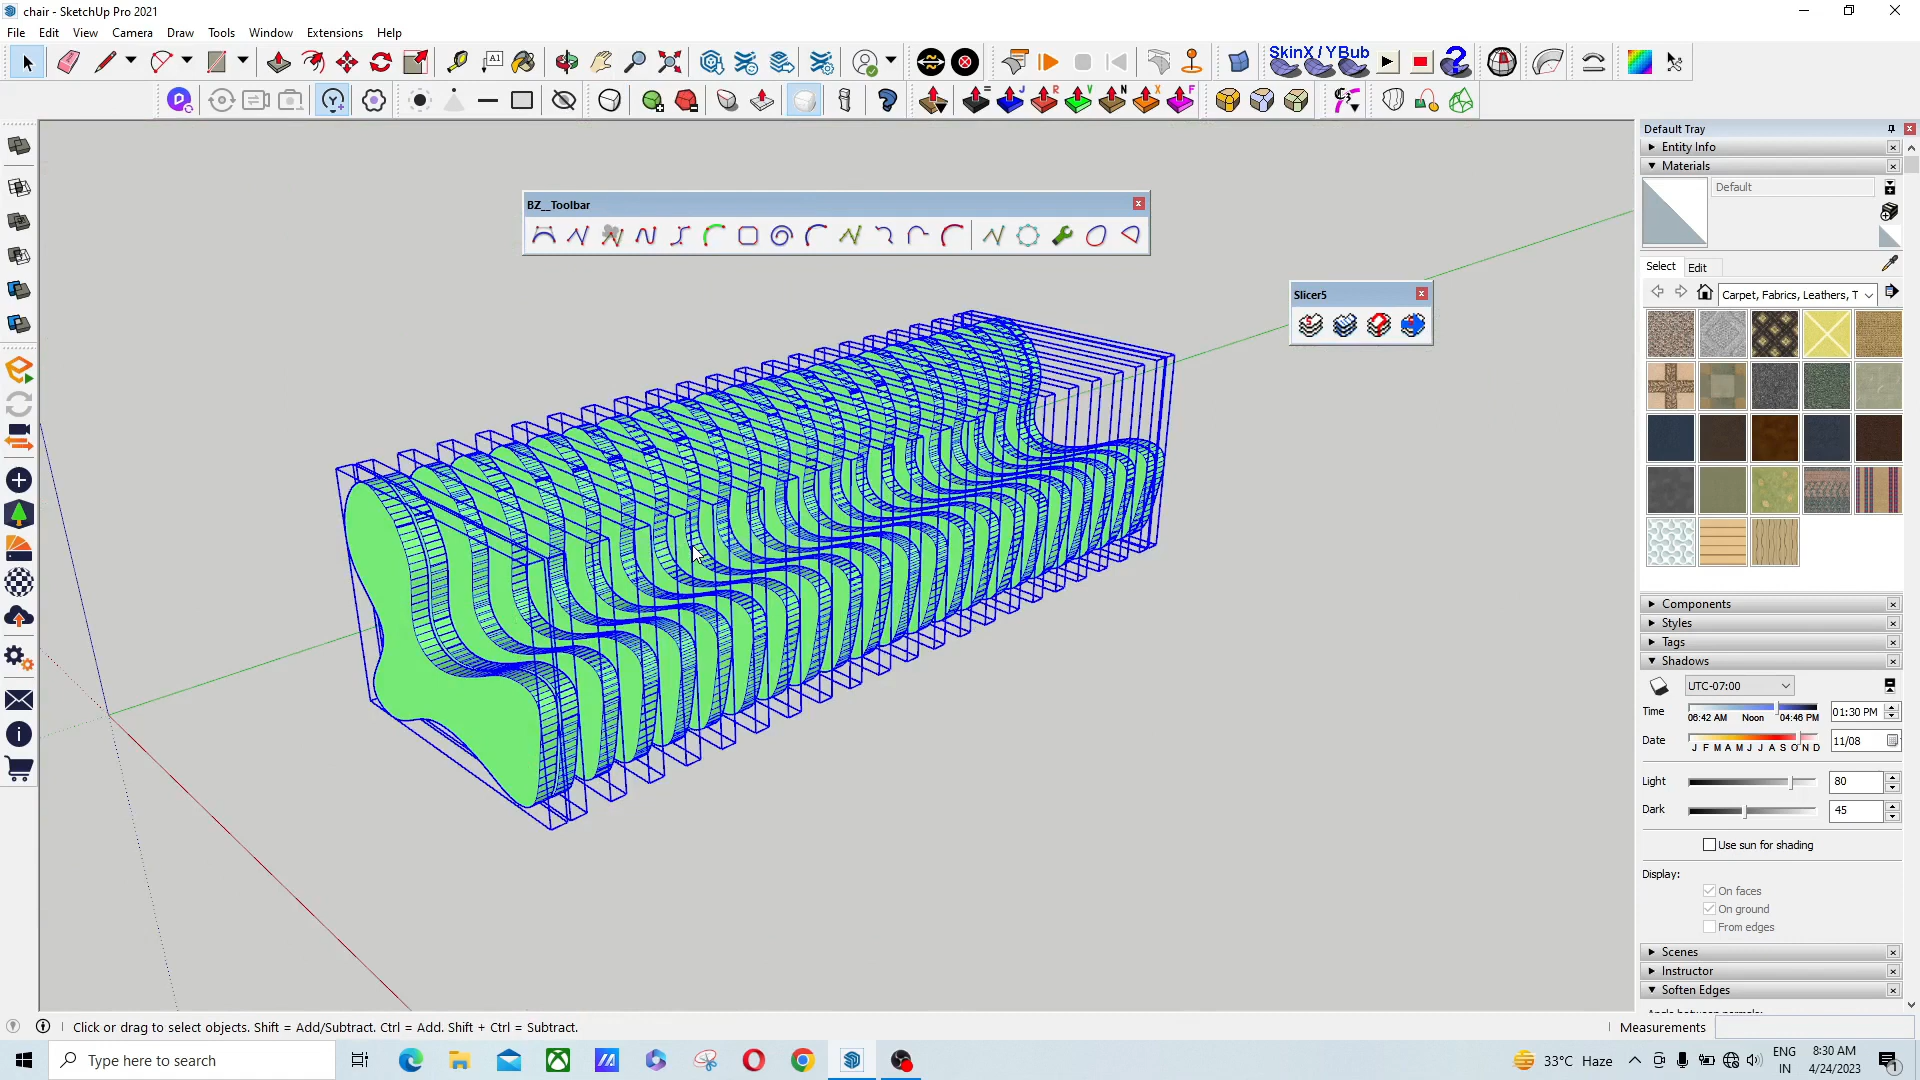 chair - SketchUp Pro 2021
File Edit View Camera Draw Tools Window Extensions Help
SkinX / YBub
A1
= J R V N X F
BZ__Toolbar
Slicer5
Default Tray
Entity Info
Materials
Default
Select Edit
Carpet, Fabrics, Leathers, T
Components
Styles
Tags
Shadows
UTC-07:00
Time
06:42 AM Noon 04:46 PM
01:30 PM
Date
J F M A M J J A S O N D
11/08
Light
80
Dark
45
Use sun for shading
Display:
On faces
On ground
From edges
Scenes
Instructor
Soften Edges
Click or drag to select objects. Shift = Add/Subtract. Ctrl = Add. Shift + Ctrl = Subtract.
Measurements
Type here to search
33°C Haze
ENG
IN
8:30 AM
4/24/2023